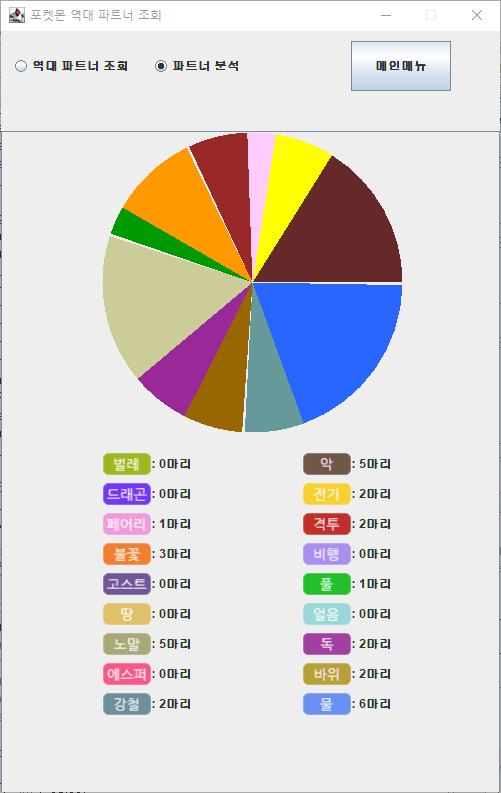 포켓몬 역대 파트너 조회
역대 파트너 조회 파트너 분석 메인메뉴
벌레 : 0마리 악 : 5마리
드래곤 : 0마리 전기 : 2마리
페어리 : 1마리 격투 : 2마리
불꽃 : 3마리 비행 : 0마리
고스트 : 0마리 풀 : 1마리
땅 : 0마리 얼음 : 0마리
노말 : 5마리 독 : 2마리
에스퍼 : 0마리 바위 : 2마리
강철 : 2마리 물 : 6마리